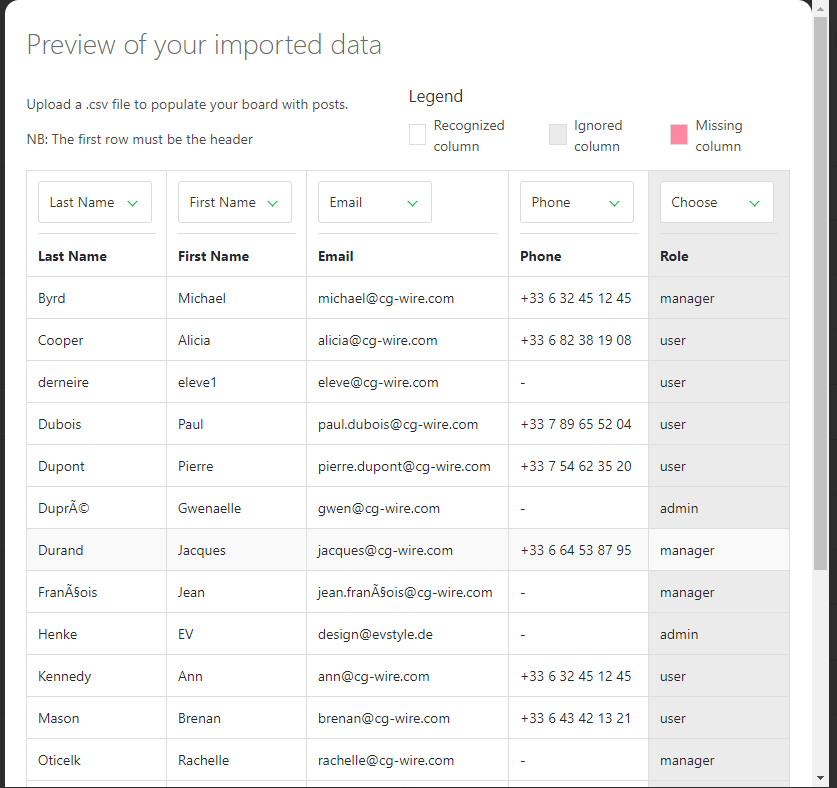 Preview of your imported data
Upload a .csv file to populate your board with posts.
NB: The first row must be the header
Legend
Recognized column
Ignored column
Missing column
Last Name First Name Email Phone Choose
Last Name First Name Email Phone Role
Byrd Michael michael@cg-wire.com +33 6 32 45 12 45 manager
Cooper Alicia alicia@cg-wire.com +33 6 82 38 19 08 user
derneire eleve1 eleve@cg-wire.com - user
Dubois Paul paul.dubois@cg-wire.com +33 7 89 65 52 04 user
Dupont Pierre pierre.dupont@cg-wire.com +33 7 54 62 35 20 user
DuprÃ© Gwenaelle gwen@cg-wire.com - admin
Durand Jacques jacques@cg-wire.com +33 6 64 53 87 95 manager
FranÃ§ois Jean jean.franÃ§ois@cg-wire.com - manager
Henke EV design@evstyle.de - admin
Kennedy Ann ann@cg-wire.com +33 6 32 45 12 45 user
Mason Brenan brenan@cg-wire.com +33 6 43 42 13 21 user
Oticelk Rachelle rachelle@cg-wire.com - manager